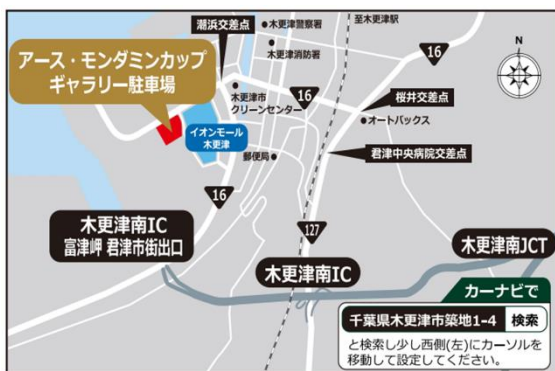 潮浜交差点
木更津警察署
至木更津駅
木更津消防署
16
N
アース・モンダミンカップ
ギャラリー駐車場
木更津市
クリーンセンター
16
桜井交差点
オートバックス
イオンモール
木更津
郵便局
君津中央病院交差点
16
木更津南IC
富津岬 君津市街出口
127
木更津南JCT
木更津南IC
カーナビで
千葉県木更津市築地1-4 検索
と検索し少し西側(左)にカーソルを
移動して設定してください。